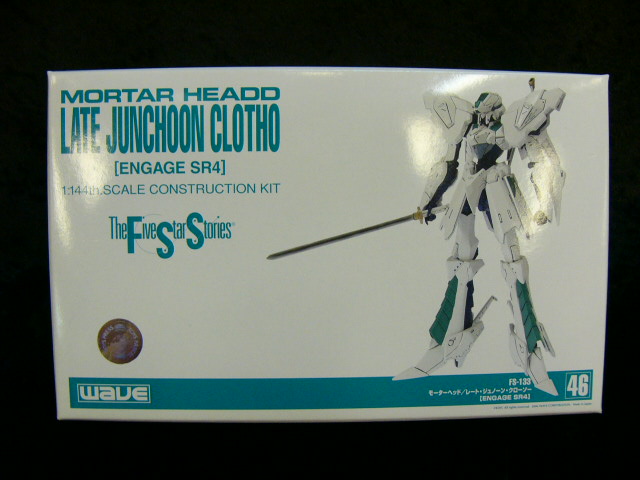 MORTAR HEADD
LATE JUNCHOON CLOTHO
[ENGAGE SR4]
1:144th SCALE CONSTRUCTION KIT
The Five Star Stories
WAVE
FS-133
モーターヘッド/レート・ジュノーン・クローソー
[ENGAGE SR4]
46